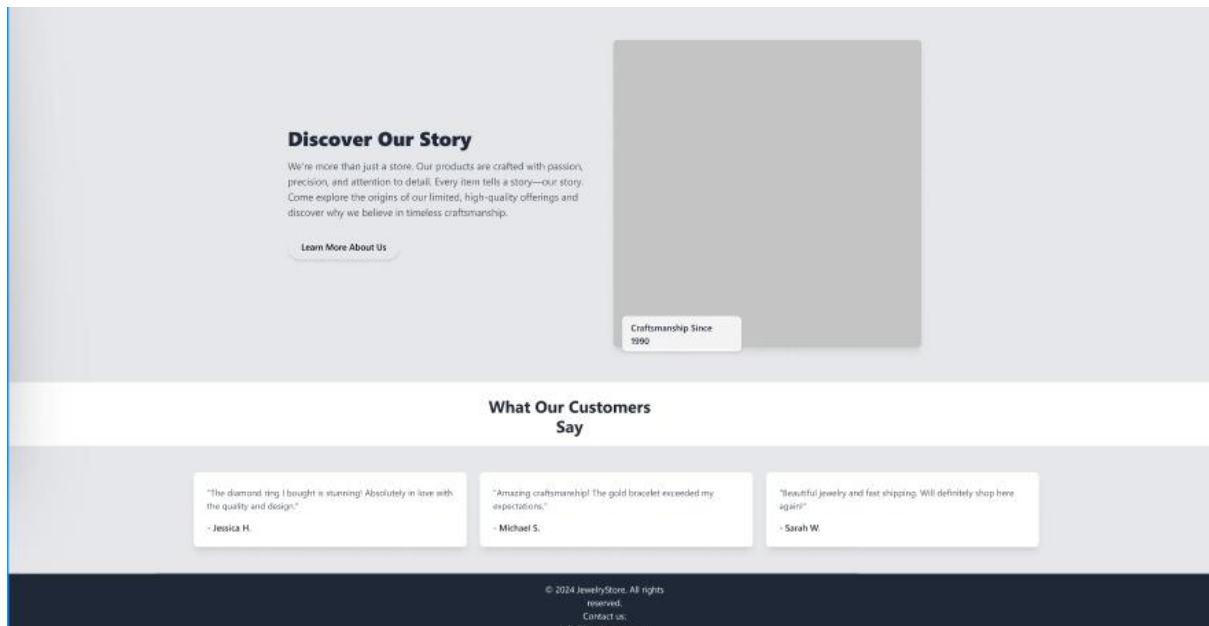 Discover Our Story
We're more than just a store. Our products are crafted with passion,
precision, and attention to detail. Every item tells a story—our story.
Come explore the origins of our limited, high-quality offerings and
discover why we believe in timeless craftsmanship.
Learn More About Us
Craftsmanship Since
1990
What Our Customers
Say
"The diamond ring I bought is stunning! Absolutely in love with
the quality and design."
- Jessica H.
"Amazing craftsmanship! The gold bracelet exceeded my
expectations."
- Michael S.
"Beautiful jewelry and fast shipping. Will definitely shop here
again!"
- Sarah W.
© 2024 JewelryStore. All rights
reserved.
Contact us: